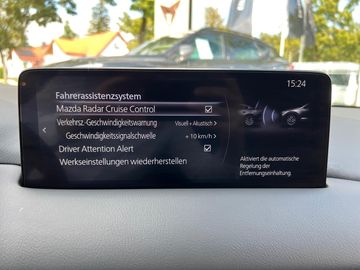 15:24
Fahrerassistenzsystem
Mazda Radar Cruise Control
Verkehrsz.-Geschwindigkeitswarnung Visuell + Akustisch
Geschwindigkeitssignalschwelle +10 km/h
Driver Attention Alert
Werkseinstellungen wiederherstellen
Aktiviert die automatische
Regelung der
Entfernungseinhaltung.